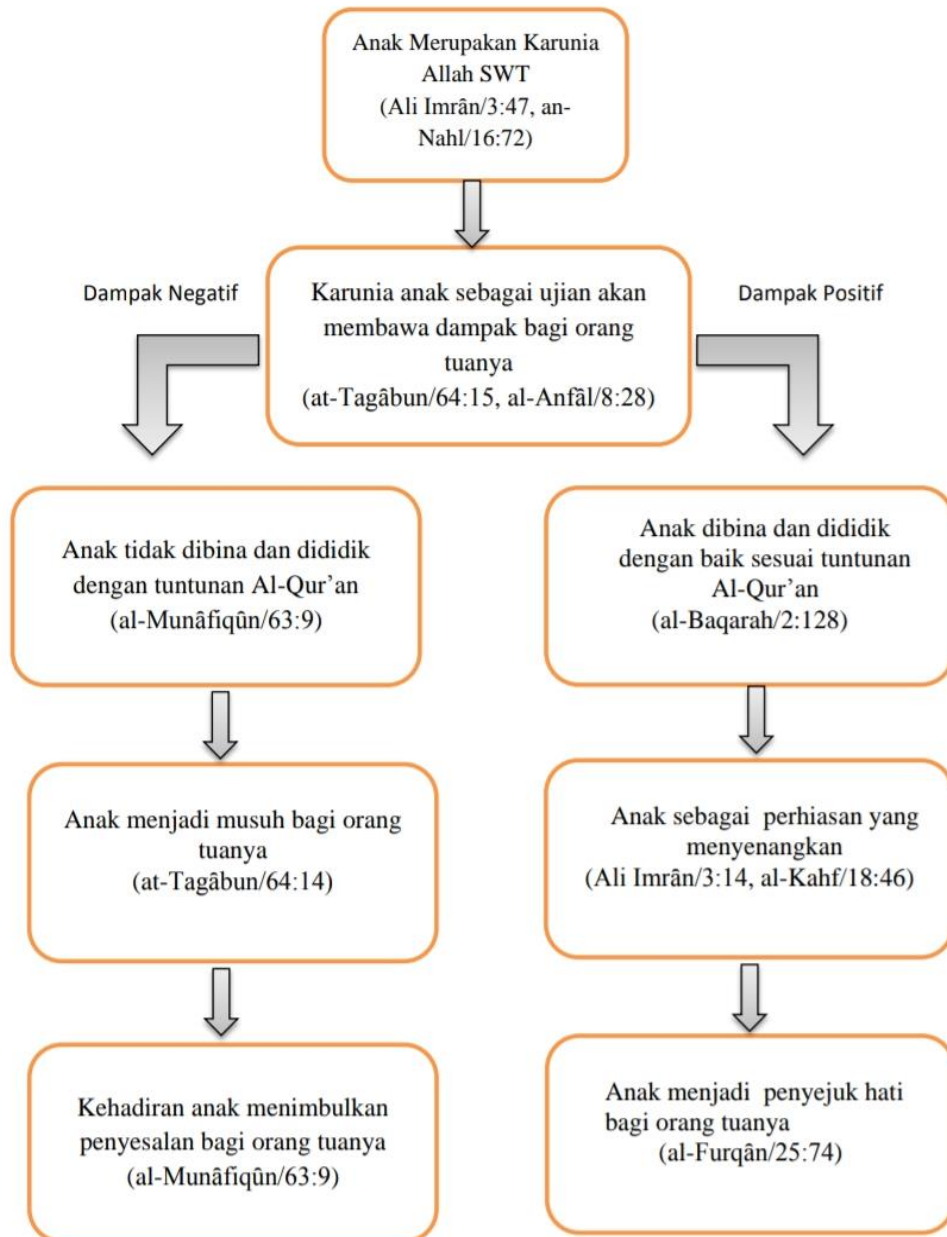 Anak Merupakan Karunia
Allah SWT
(Ali Imrân/3:47, an-
Nahl/16:72)
Dampak Negatif
Karunia anak sebagai ujian akan
membawa dampak bagi orang
tuanya
(at-Tagâbun/64:15, al-Anfâl/8:28)
Dampak Positif
Anak tidak dibina dan dididik
dengan tuntunan Al-Qur’an
(al-Munâfiqûn/63:9)
Anak menjadi musuh bagi orang
tuanya
(at-Tagâbun/64:14)
Kehadiran anak menimbulkan
penyesalan bagi orang tuanya
(al-Munâfiqûn/63:9)
Anak dibina dan dididik
dengan baik sesuai tuntunan
Al-Qur’an
(al-Baqarah/2:128)
Anak sebagai perhiasan yang
menyenangkan
(Ali Imrân/3:14, al-Kahf/18:46)
Anak menjadi penyejuk hati
bagi orang tuanya
(al-Furqân/25:74)